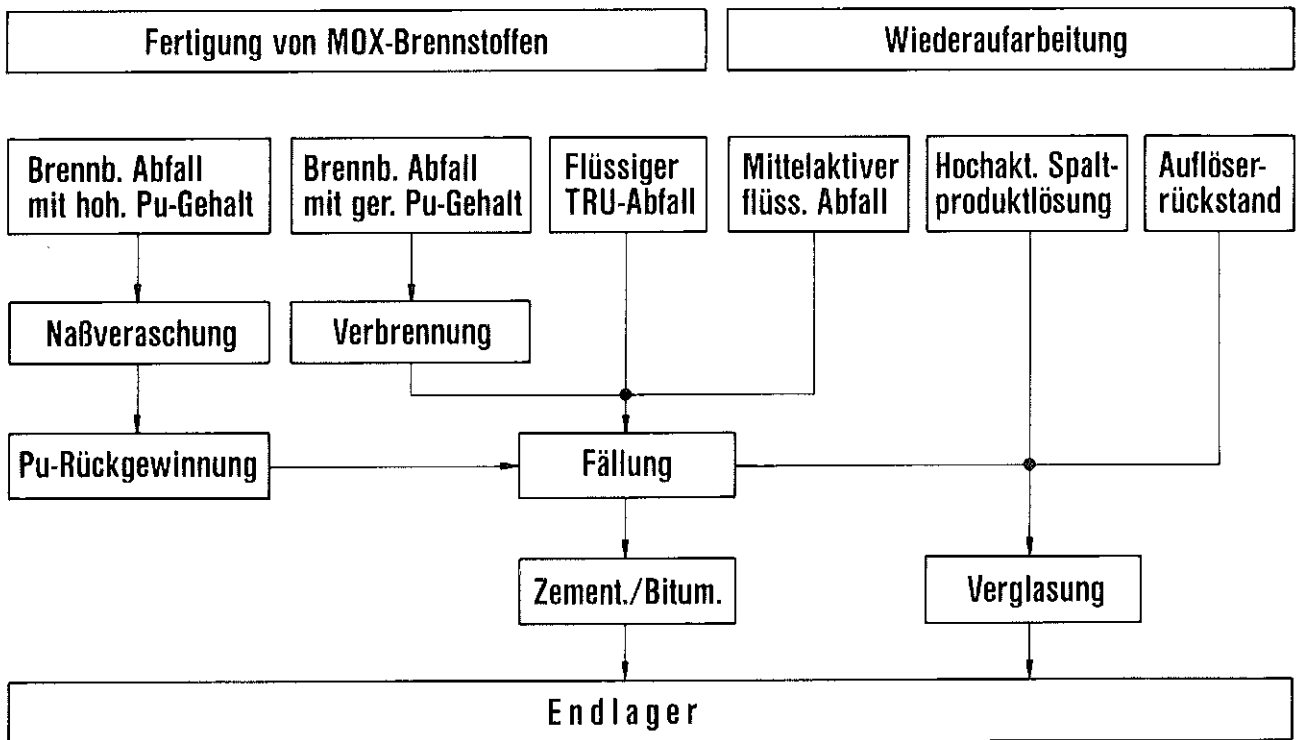 Fertigung von MOX-Brennstoffen
Wiederaufarbeitung
Brennb. Abfall
mit hoh. Pu-Gehalt
Brennb. Abfall
mit ger. Pu-Gehalt
Flüssiger
TRU-Abfall
Mittelaktiver
flüss. Abfall
Hochakt. Spalt-
produktlösung
Auflöser-
rückstand
Naßveraschung
Verbrennung
Pu-Rückgewinnung
Fällung
Zement./Bitum.
Verglasung
Endlager